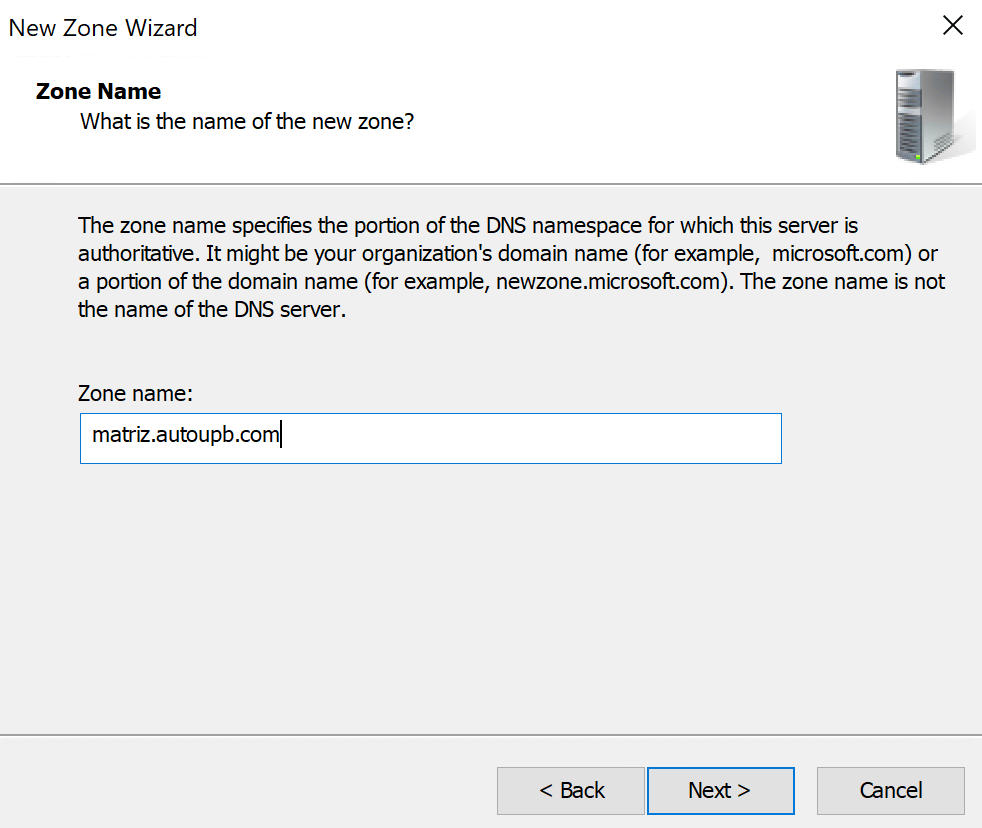 New Zone Wizard
Zone Name
What is the name of the new zone?
The zone name specifies the portion of the DNS namespace for which this server is
authoritative. It might be your organization's domain name (for example,  microsoft.com) or
a portion of the domain name (for example, newzone.microsoft.com). The zone name is not
the name of the DNS server.
Zone name:
matriz.autoupb.com
< Back
Next >
Cancel